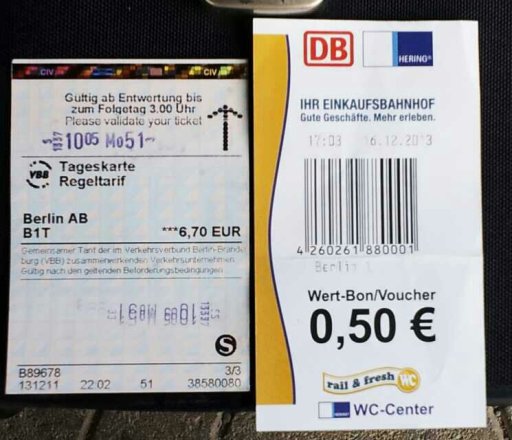 CIV
CIV
Gültig ab Entwertung bis
zum Folgetag 3.00 Uhr
Please validate your ticket
1005 Mo51
VBB
Tageskarte
Regeltarif
Berlin AB
B1T ***6,70 EUR
Gemeinsamer Tarif der im Verkehrsverbund Berlin-Brande
burg (VBB) zusammenwirkenden Verkehrsunternehmen
Gültig nach den geltenden Beförderungsbedingungen
S
B89678 3/3
131211 22:02 51 38580080
DB
HERING®
IHR EINKAUFSBAHNHOF
Gute Geschäfte. Mehr erleben.
17:03 16.12.2013
4 260261 880001
Berlin
Wert-Bon/Voucher
0,50 €
rail & fresh WC
HERING
WC-Center